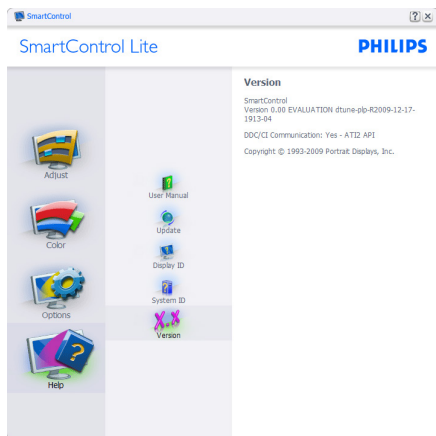 SmartControl
SmartControl Lite
PHILIPS
Adjust
Color
Options
Help
User Manual
Update
Display ID
System ID
X.X
Version
Version
SmartControl
Version 0.00 EVALUATION dtune-plp-R2009-12-17-
1913-04
DDC/CI Communication: Yes - ATI2 API
Copyright © 1993-2009 Portrait Displays, Inc.